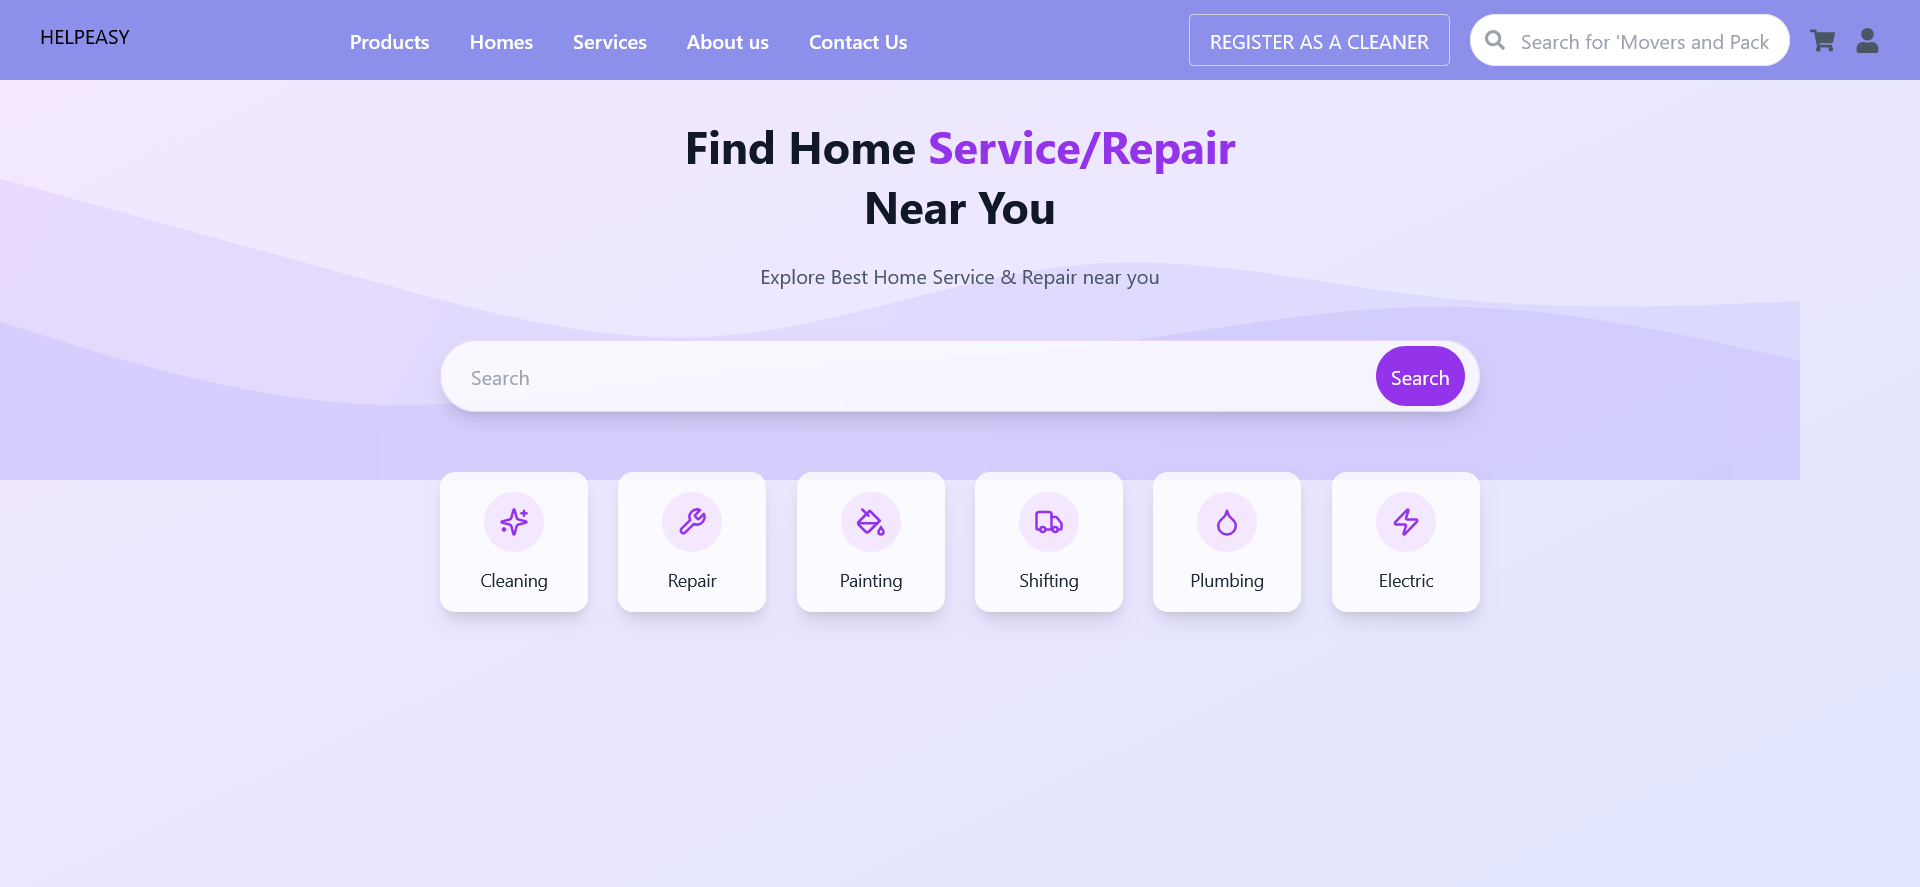 HELPEASY
Products
Homes
Services
About us
Contact Us
REGISTER AS A CLEANER
Search for 'Movers and Pack
Find Home Service/Repair
Near You
Explore Best Home Service & Repair near you
Search
Search
Cleaning
Repair
Painting
Shifting
Plumbing
Electric